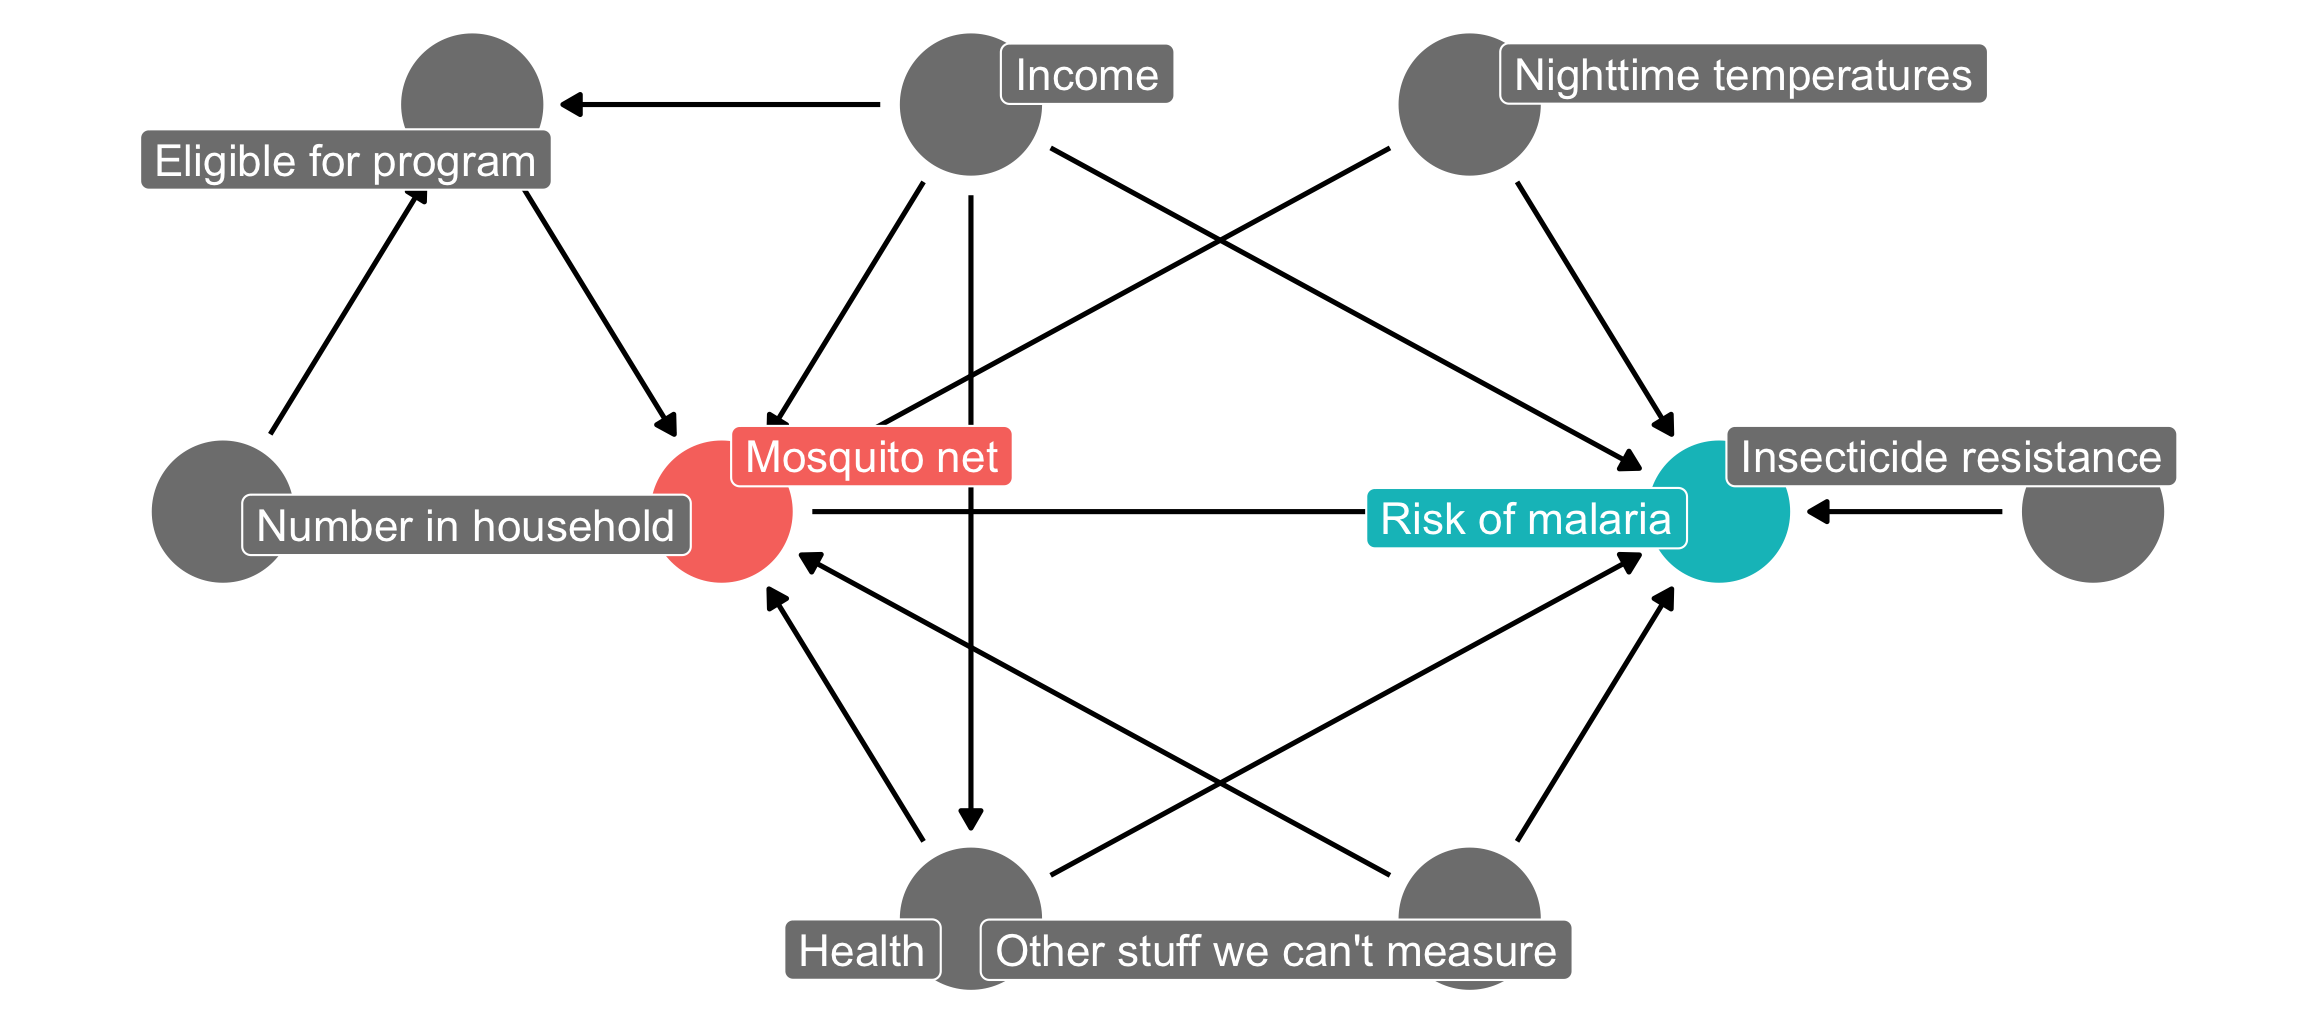 Income
Nighttime temperatures
Eligible for program
Mosquito net
Insecticide resistance
Number in household
Risk of malaria
Health
Other stuff we can't measure